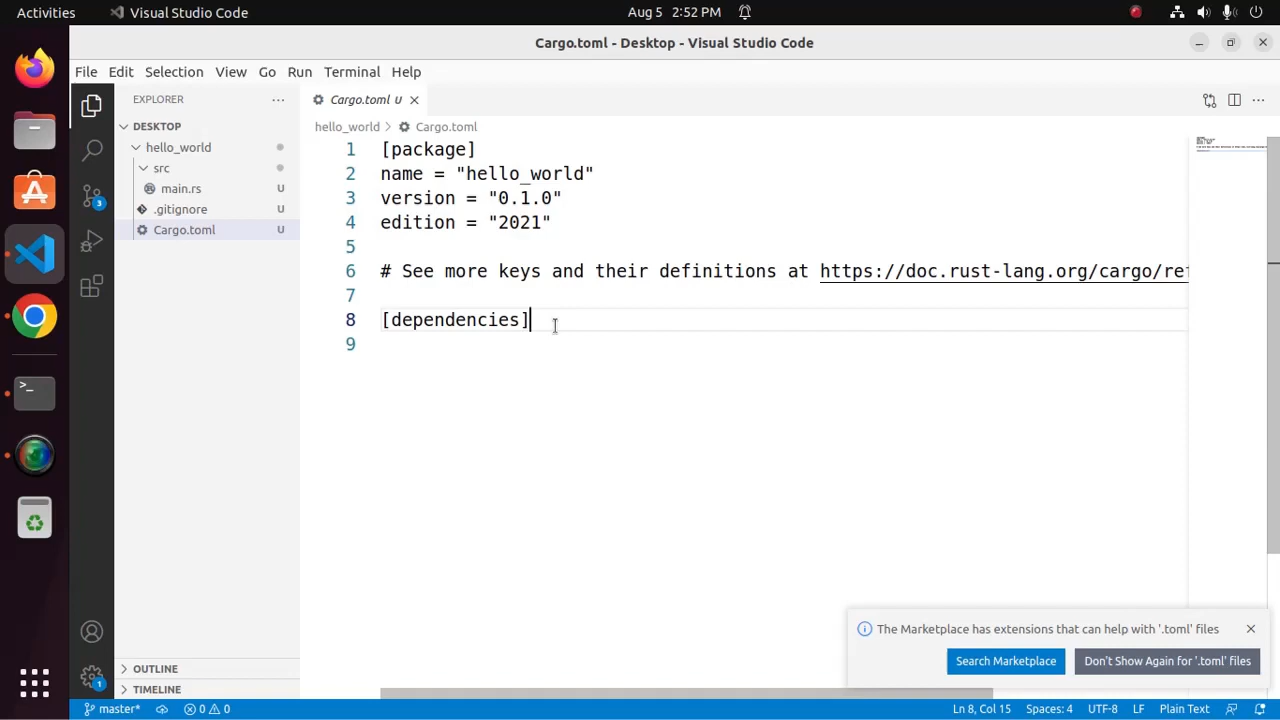 Activities
Visual Studio Code
Aug 5 2:52 PM
Cargo.toml - Desktop - Visual Studio Code
File Edit Selection View Go Run Terminal Help
EXPLORER
Cargo.toml U
DESKTOP
hello_world > Cargo.toml
hello_world
src
main.rs U
.gitignore U
Cargo.toml U
1 [package]
2 name = "hello_world"
3 version = "0.1.0"
4 edition = "2021"
5
6 # See more keys and their definitions at https://doc.rust-lang.org/cargo/ref
7
8 [dependencies]
9
3
1
The Marketplace has extensions that can help with '.toml' files
Search Marketplace
Don't Show Again for '.toml' files
OUTLINE
TIMELINE
master* 0 0 Ln 8, Col 15 Spaces: 4 UTF-8 LF Plain Text